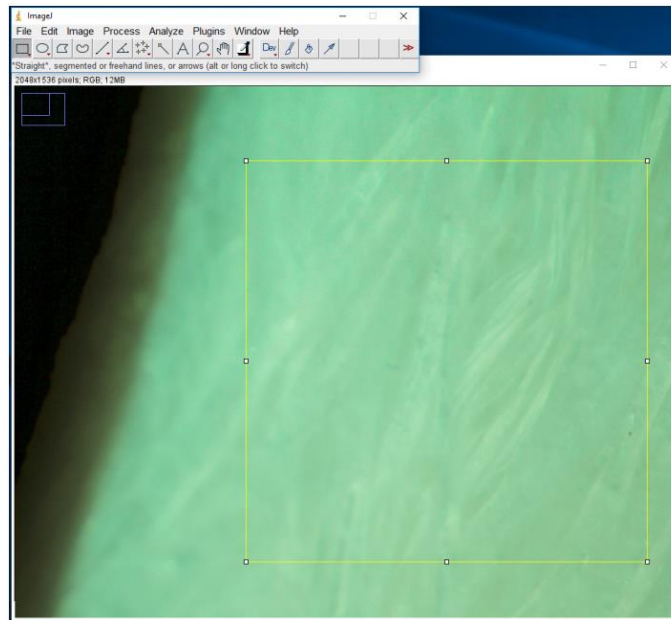 ImageJ
File Edit Image Process Analyze Plugins Window Help
A Dev
"Straight", segmented or freehand lines, or arrows (alt or long click to switch)
2048x1536 pixels; RGB; 12MB